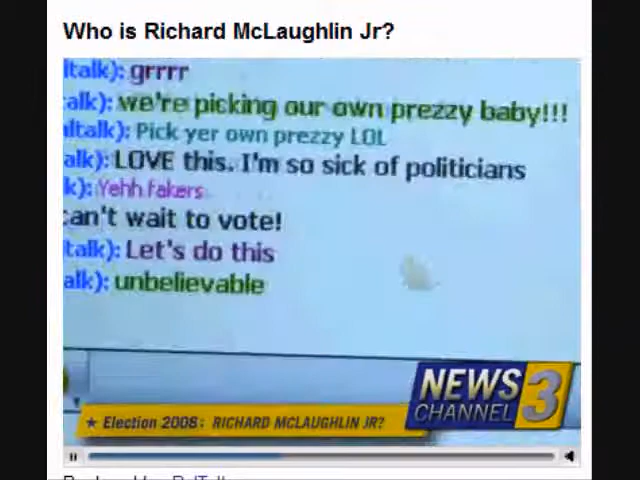 Who is Richard McLaughlin Jr?
ltalk): grrrr
alk): we're picking our own prezzy baby!!!
altalk): Pick yer own prezzy LOL
alk): LOVE this. I'm so sick of politicians
k): Yehh fakers
can't wait to vote!
ltalk): Let's do this
alk): unbelievable
NEWS CHANNEL 3
★ Election 2008: RICHARD MCLAUGHLIN JR?